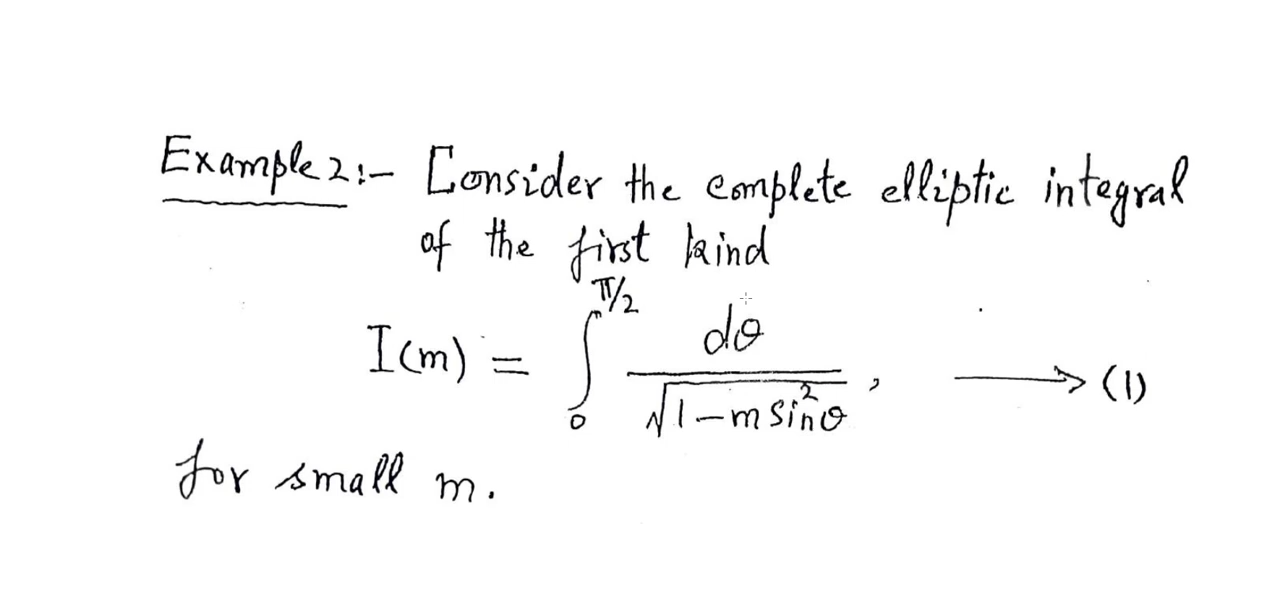 Example 2:- Consider the complete elliptic integral
of the first kind
I(m) = ∫₀^{π/2} dθ / √(1-m sin²θ) , ⟶ (1)
for small m.